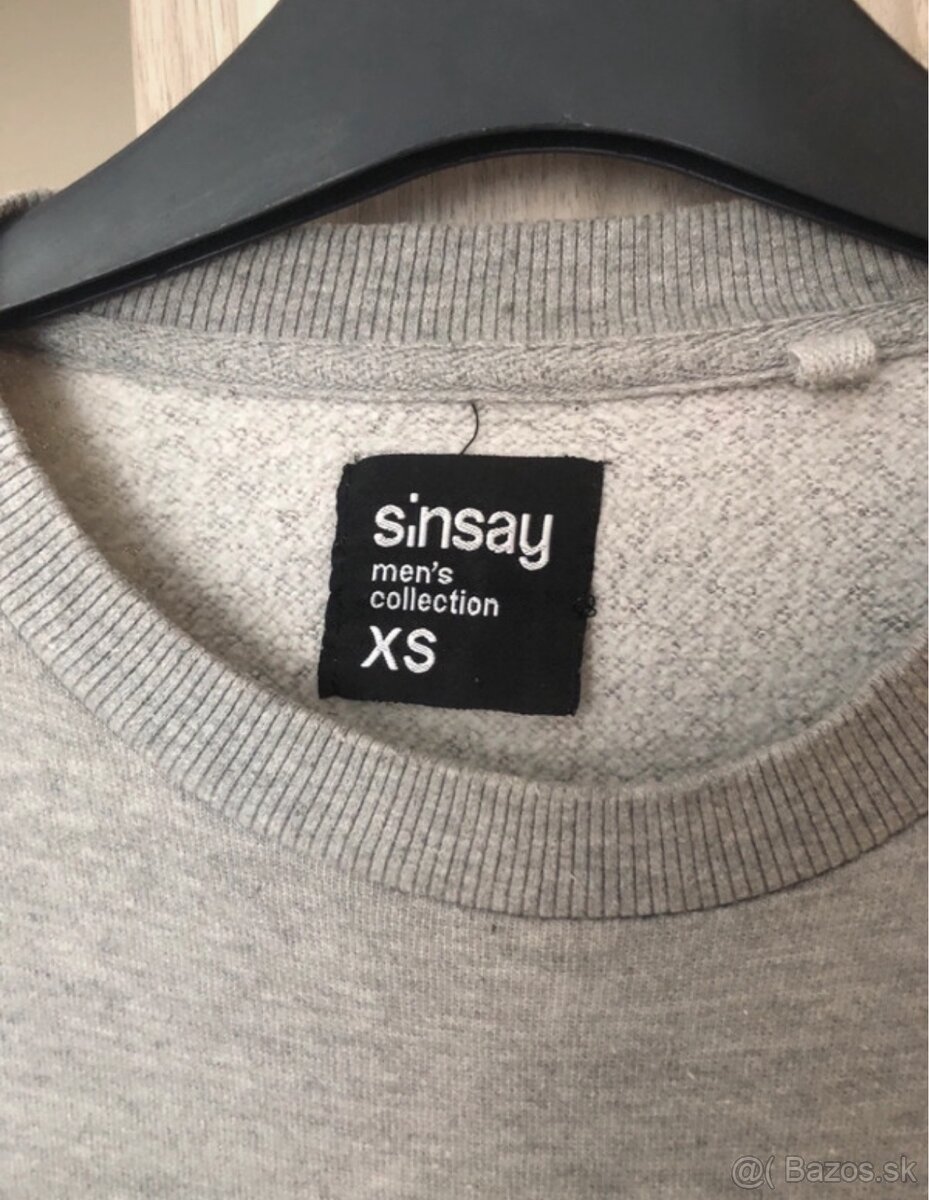 sinsay
men's
collection
XS
@( Bazos.sk